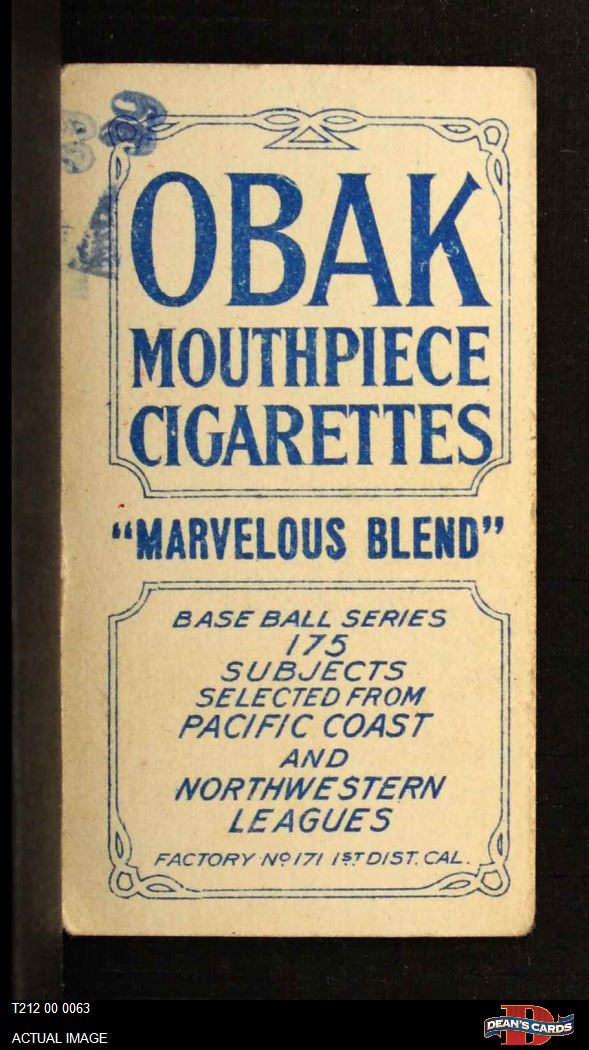 OBAK
MOUTHPIECE
CIGARETTES
"MARVELOUS BLEND"
BASE BALL SERIES
175
SUBJECTS
SELECTED FROM
PACIFIC COAST
AND
NORTHWESTERN
LEAGUES
FACTORY Nº 171 1ST DIST. CAL.
T212 00 0063
ACTUAL IMAGE
DEAN'S CARDS